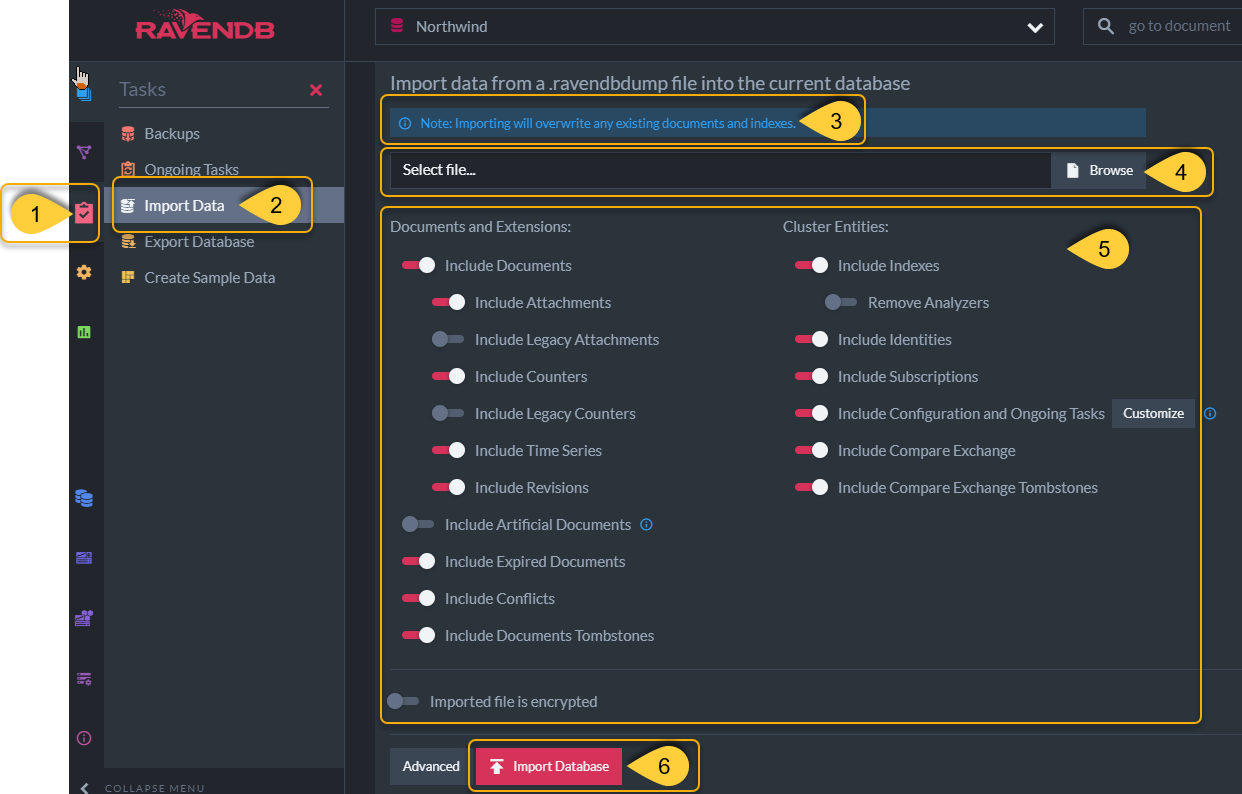 RAVENDB
Northwind
go to document
Tasks
Import data from a .ravendbdump file into the current database
Note: Importing will overwrite any existing documents and indexes.
3
Backups
Ongoing Tasks
Select file...
Browse
4
1
Import Data
2
Export Database
Create Sample Data
Documents and Extensions:
Cluster Entities:
5
Include Documents
Include Indexes
Include Attachments
Remove Analyzers
Include Legacy Attachments
Include Identities
Include Counters
Include Subscriptions
Include Legacy Counters
Include Configuration and Ongoing Tasks
Customize
Include Time Series
Include Compare Exchange
Include Revisions
Include Compare Exchange Tombstones
Include Artificial Documents
Include Expired Documents
Include Conflicts
Include Documents Tombstones
Imported file is encrypted
Advanced
Import Database
6
COLLAPSE MENU